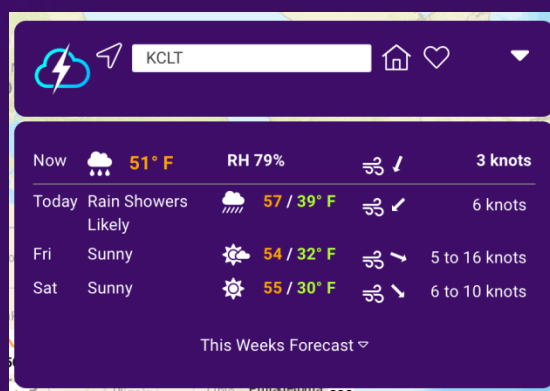 KCLT
Now 51° F RH 79% 3 knots
Today Rain Showers Likely 57 / 39° F 6 knots
Fri Sunny 54 / 32° F 5 to 16 knots
Sat Sunny 55 / 30° F 6 to 10 knots
This Weeks Forecast